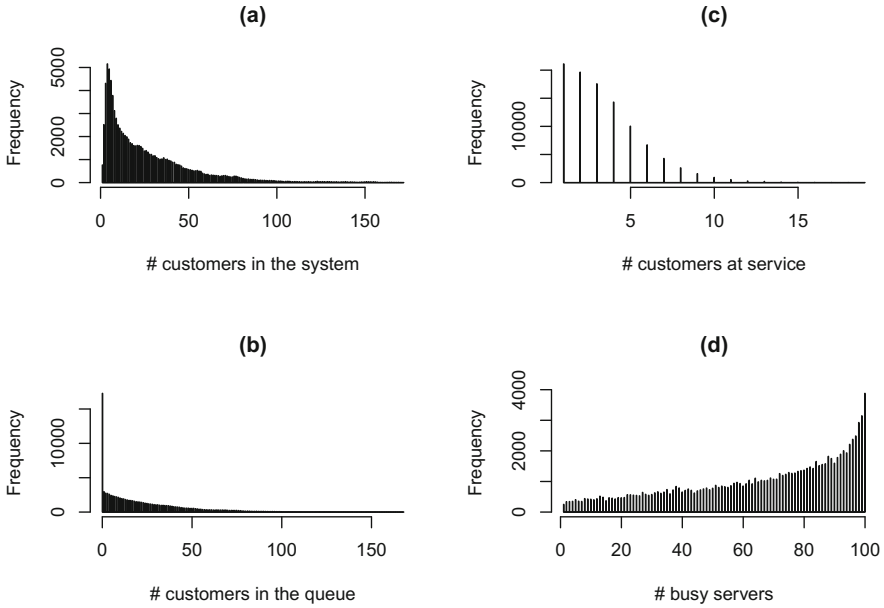 (a)
Frequency
0 2000 5000
0 50 100 150
# customers in the system
(c)
Frequency
0 10000
5 10 15
# customers at service
(b)
Frequency
0 10000
0 50 100 150
# customers in the queue
(d)
Frequency
0 2000 4000
0 20 40 60 80 100
# busy servers